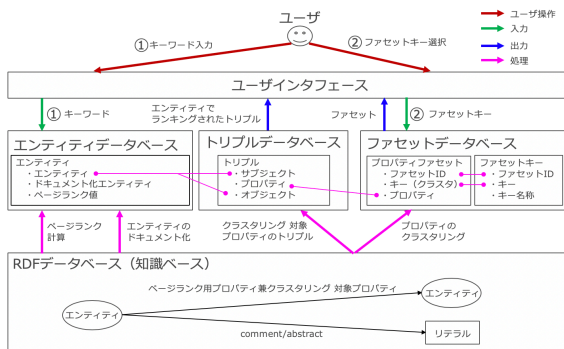 ユーザ
ユーザ操作
入力
出力
処理
①キーワード入力
②ファセットキー選択
ユーザインタフェース
①キーワード
エンティティで
ランキングされたトリプル
ファセット
②ファセットキー
エンティティデータベース
エンティティ
・エンティティ
・ドキュメント化エンティティ
・ページランク値
トリプルデータベース
トリプル
・サブジェクト
・プロパティ
・オブジェクト
ファセットデータベース
プロパティファセット
・ファセットID
・キー（クラスタ）
・プロパティ
ファセットキー
・ファセットID
・キー
・キー名称
ページランク
計算
エンティティの
ドキュメント化
クラスタリング 対象
プロパティのトリプル
プロパティの
クラスタリング
RDFデータベース（知識ベース）
ページランク用プロパティ兼クラスタリング 対象プロパティ
エンティティ
エンティティ
comment/abstract
リテラル